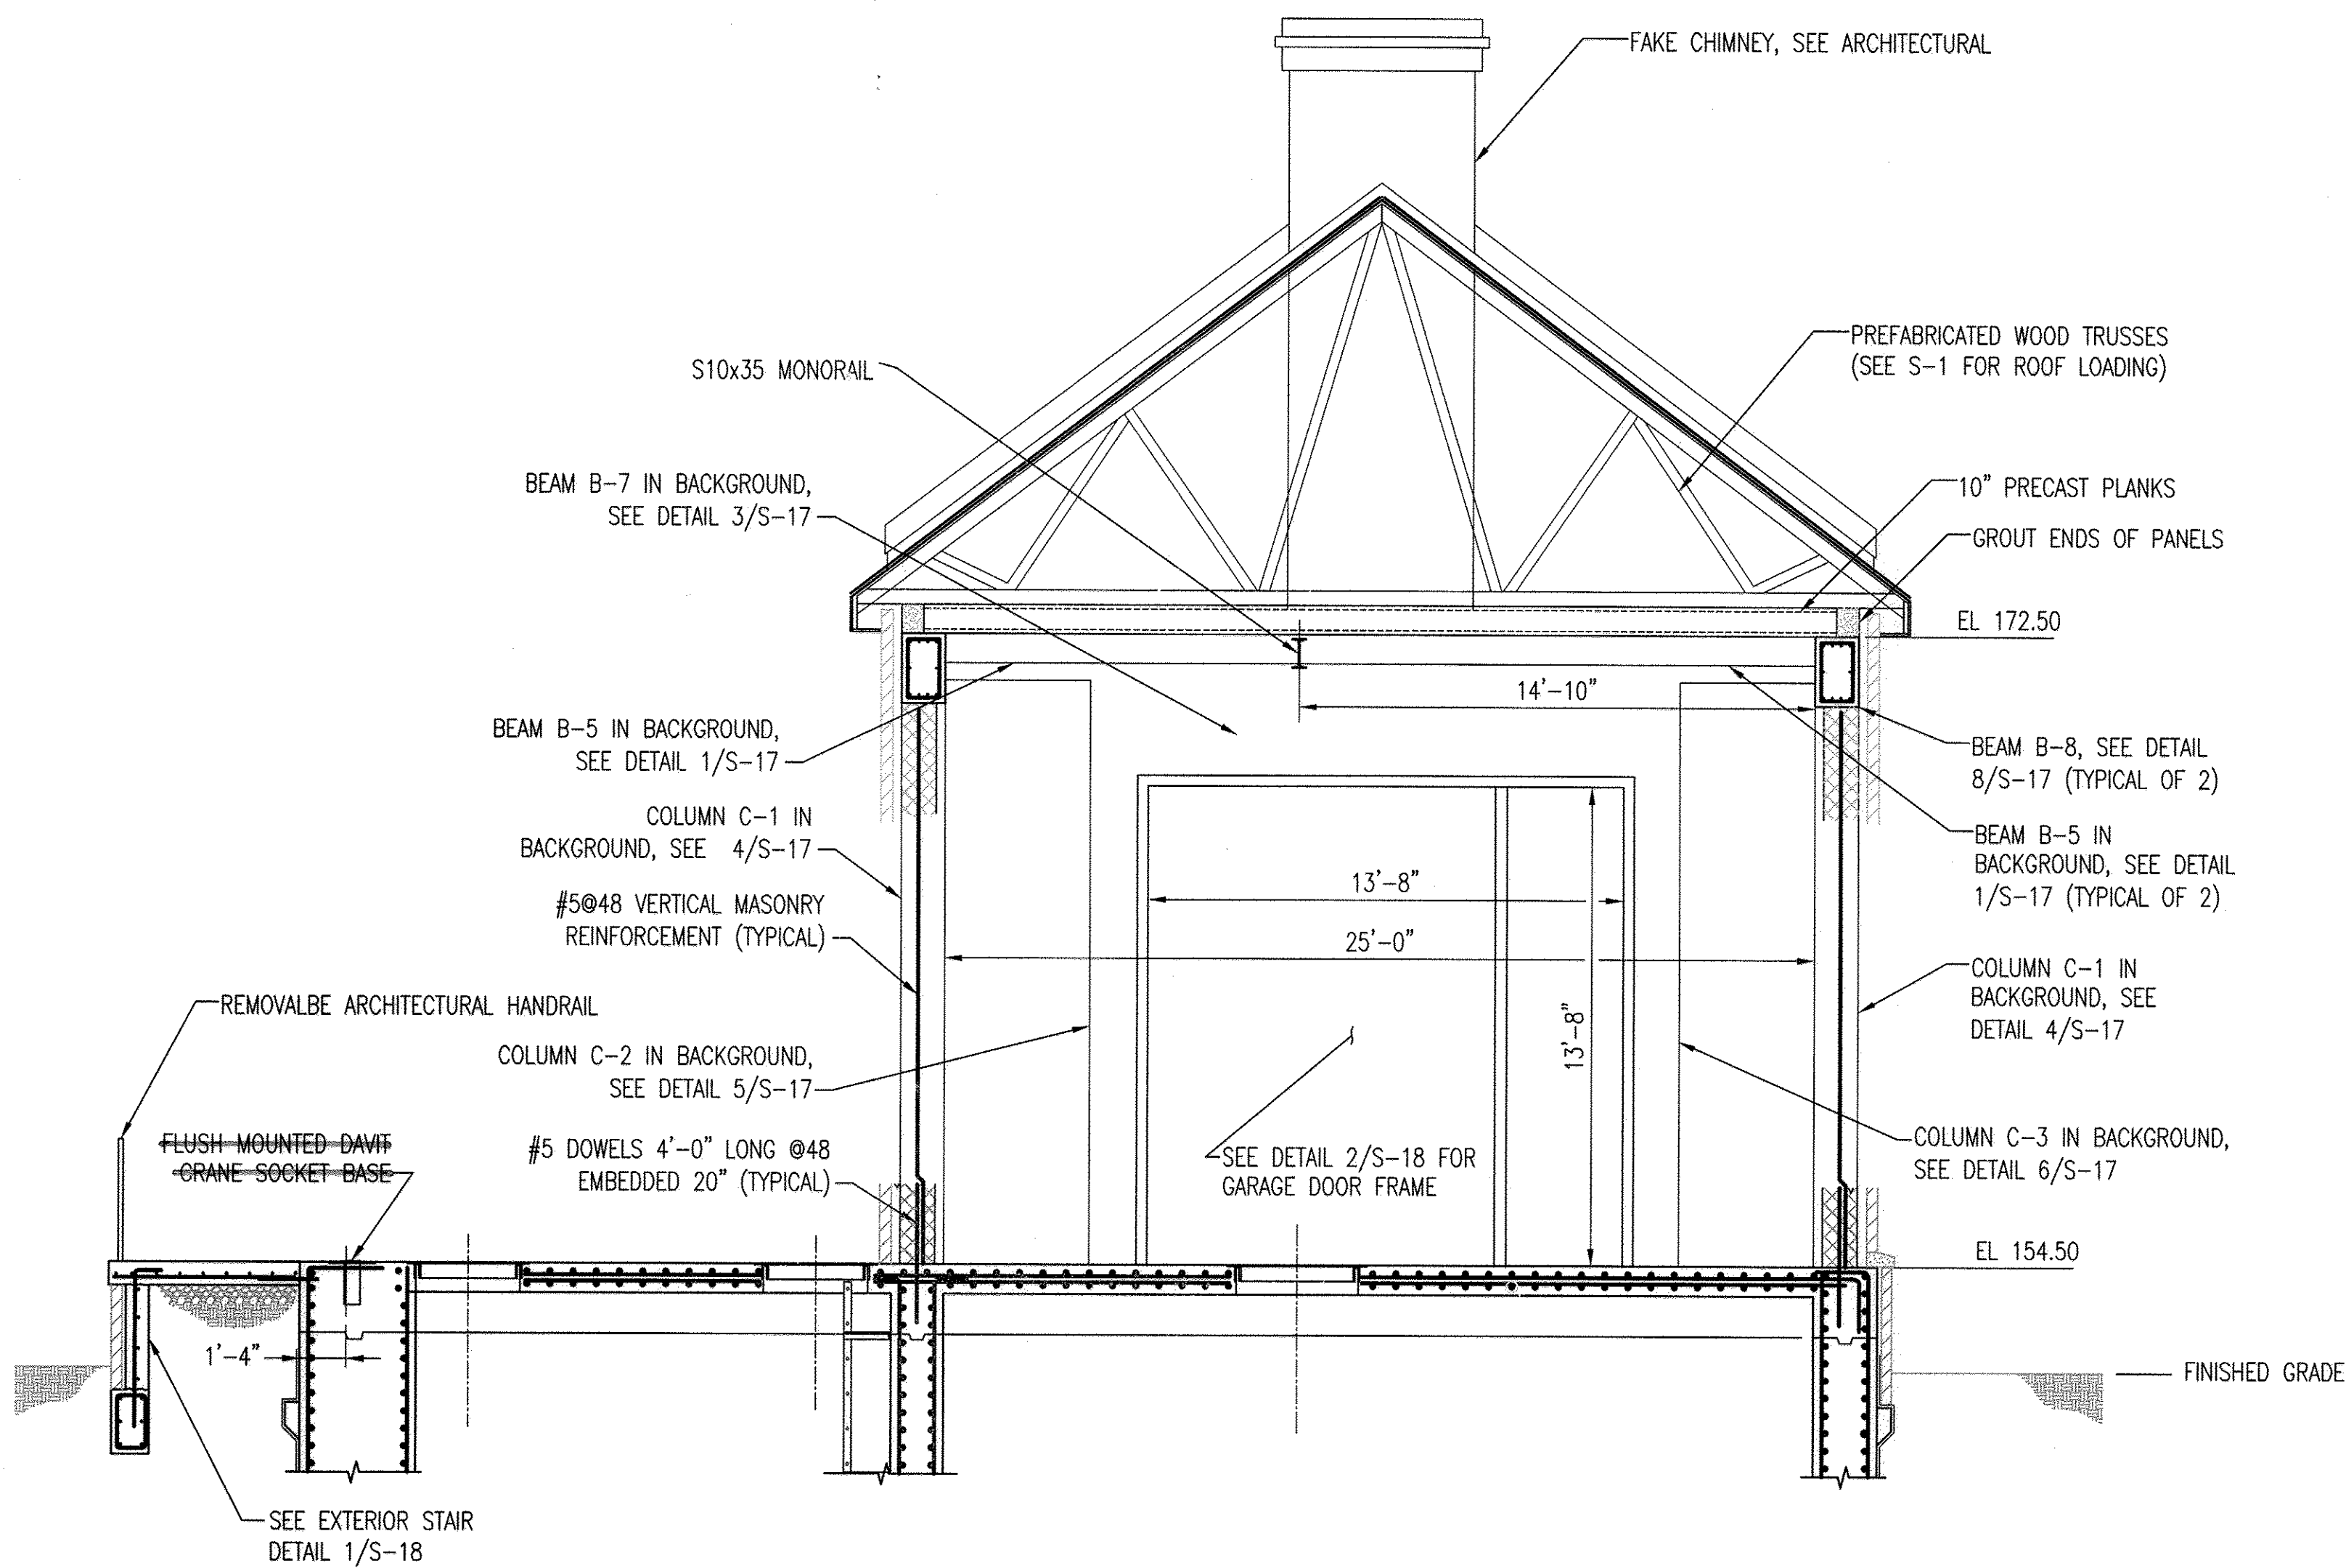 FAKE CHIMNEY, SEE ARCHITECTURAL
PREFABRICATED WOOD TRUSSES
(SEE S-1 FOR ROOF LOADING)
S10x35 MONORAIL
BEAM B-7 IN BACKGROUND,
SEE DETAIL 3/S-17
10" PRECAST PLANKS
GROUT ENDS OF PANELS
EL 172.50
14'-10"
BEAM B-5 IN BACKGROUND,
SEE DETAIL 1/S-17
BEAM B-8, SEE DETAIL
8/S-17 (TYPICAL OF 2)
COLUMN C-1 IN
BACKGROUND, SEE 4/S-17
BEAM B-5 IN
BACKGROUND, SEE DETAIL
1/S-17 (TYPICAL OF 2)
13'-8"
#5@48 VERTICAL MASONRY
REINFORCEMENT (TYPICAL)
25'-0"
COLUMN C-1 IN
BACKGROUND, SEE
DETAIL 4/S-17
REMOVALBE ARCHITECTURAL HANDRAIL
13'-8"
COLUMN C-2 IN BACKGROUND,
SEE DETAIL 5/S-17
FLUSH MOUNTED DAVIT
CRANE SOCKET BASE
#5 DOWELS 4'-0" LONG @48
EMBEDDED 20" (TYPICAL)
SEE DETAIL 2/S-18 FOR
GARAGE DOOR FRAME
COLUMN C-3 IN BACKGROUND,
SEE DETAIL 6/S-17
EL 154.50
1'-4"
FINISHED GRADE
SEE EXTERIOR STAIR
DETAIL 1/S-18